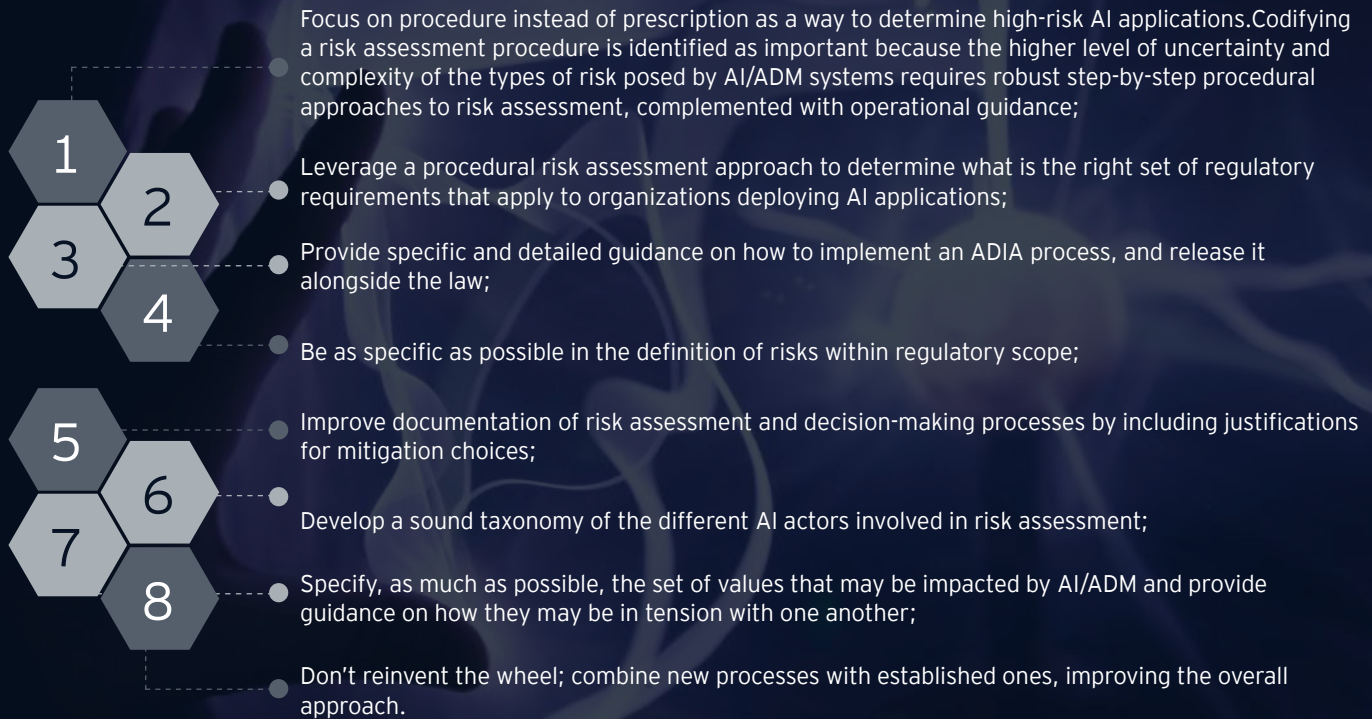 Focus on procedure instead of prescription as a way to determine high-risk AI applications.Codifying
a risk assessment procedure is identified as important because the higher level of uncertainty and
complexity of the types of risk posed by AI/ADM systems requires robust step-by-step procedural
approaches to risk assessment, complemented with operational guidance;
1
Leverage a procedural risk assessment approach to determine what is the right set of regulatory
requirements that apply to organizations deploying AI applications;
2
Provide specific and detailed guidance on how to implement an ADIA process, and release it
alongside the law;
3
4
Be as specific as possible in the definition of risks within regulatory scope;
Improve documentation of risk assessment and decision-making processes by including justifications
for mitigation choices;
5
6
Develop a sound taxonomy of the different AI actors involved in risk assessment;
7
Specify, as much as possible, the set of values that may be impacted by AI/ADM and provide
guidance on how they may be in tension with one another;
8
Don’t reinvent the wheel; combine new processes with established ones, improving the overall
approach.